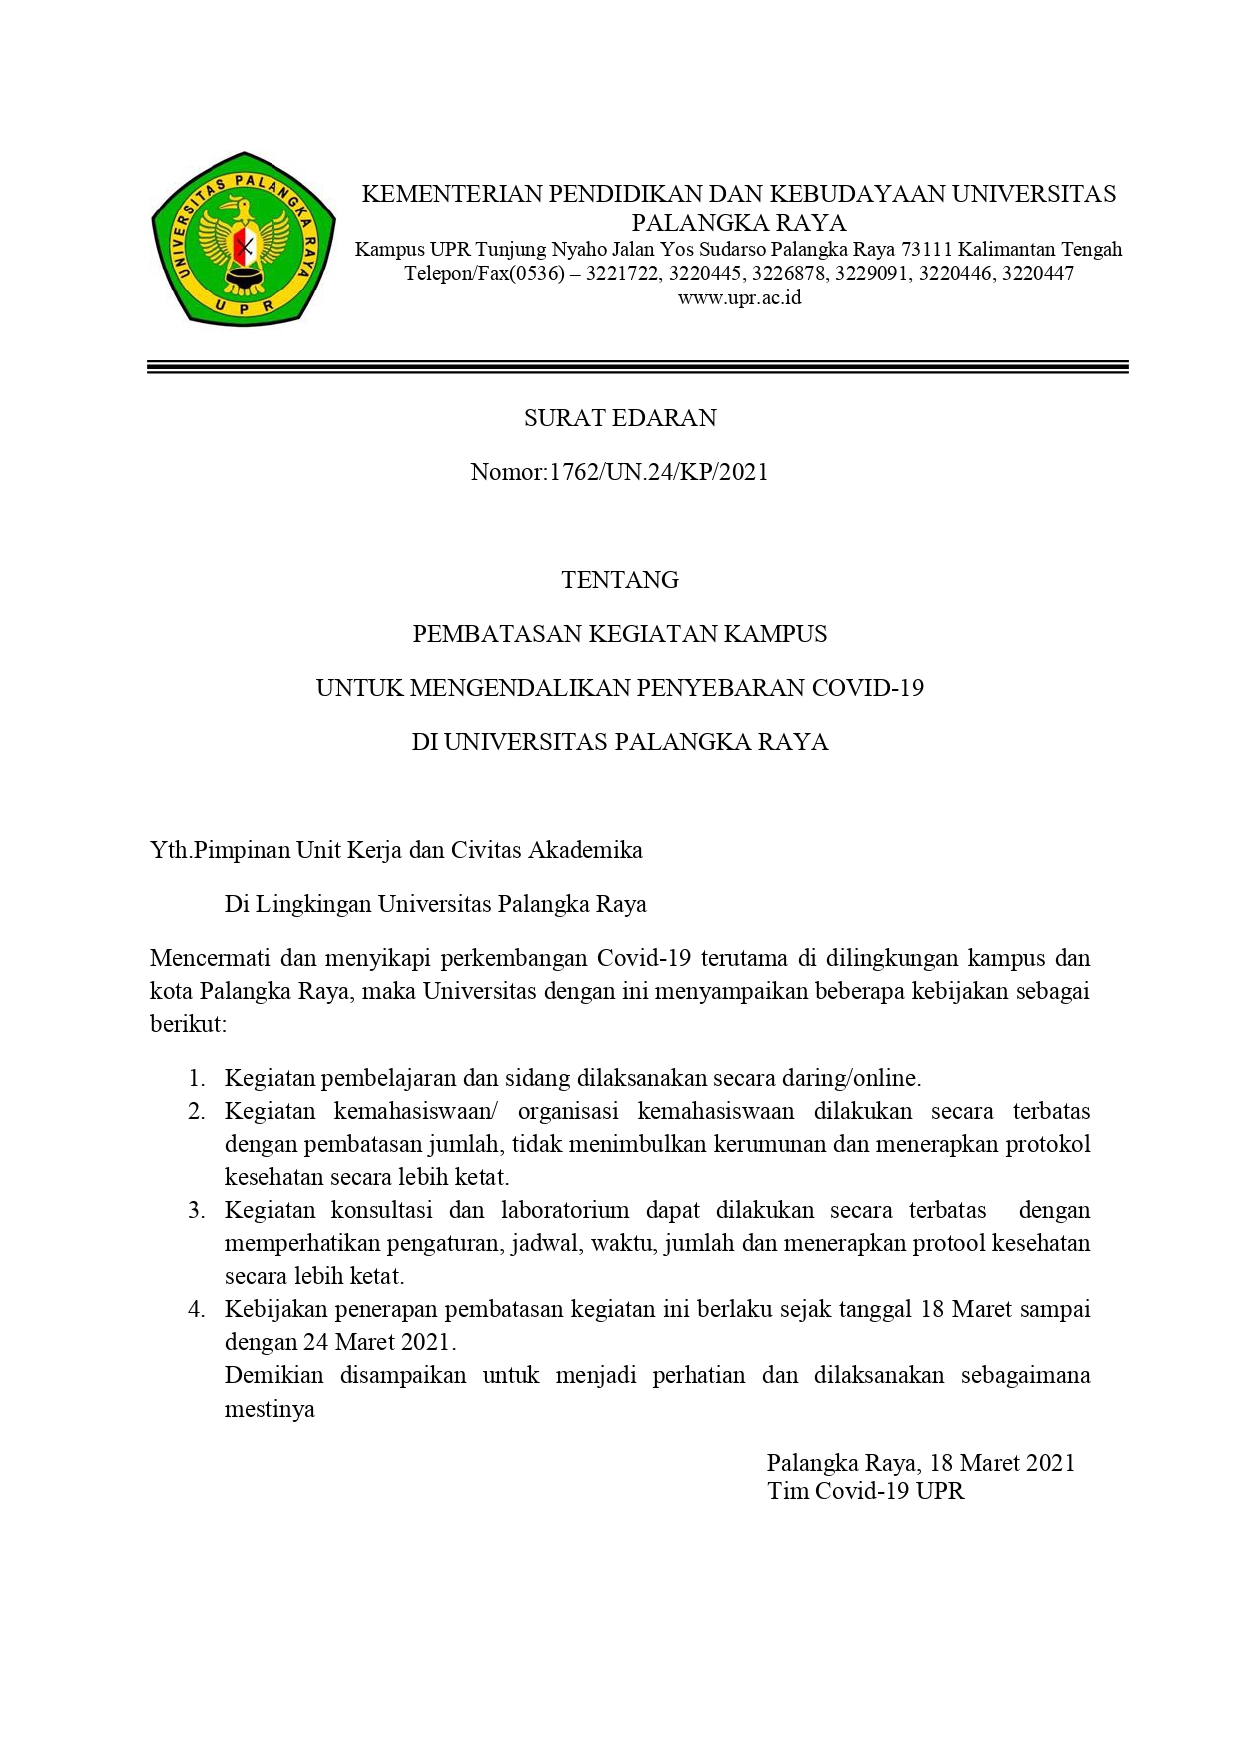 UNIVERSITAS PALANGKA RAYA
UPR
KEMENTERIAN PENDIDIKAN DAN KEBUDAYAAN UNIVERSITAS
PALANGKA RAYA
Kampus UPR Tunjung Nyaho Jalan Yos Sudarso Palangka Raya 73111 Kalimantan Tengah
Telepon/Fax(0536) – 3221722, 3220445, 3226878, 3229091, 3220446, 3220447
www.upr.ac.id
SURAT EDARAN
Nomor:1762/UN.24/KP/2021
TENTANG
PEMBATASAN KEGIATAN KAMPUS
UNTUK MENGENDALIKAN PENYEBARAN COVID-19
DI UNIVERSITAS PALANGKA RAYA
Yth.Pimpinan Unit Kerja dan Civitas Akademika
Di Lingkingan Universitas Palangka Raya
Mencermati dan menyikapi perkembangan Covid-19 terutama di dilingkungan kampus dan
kota Palangka Raya, maka Universitas dengan ini menyampaikan beberapa kebijakan sebagai
berikut:
1. Kegiatan pembelajaran dan sidang dilaksanakan secara daring/online.
2. Kegiatan kemahasiswaan/ organisasi kemahasiswaan dilakukan secara terbatas
dengan pembatasan jumlah, tidak menimbulkan kerumunan dan menerapkan protokol
kesehatan secara lebih ketat.
3. Kegiatan konsultasi dan laboratorium dapat dilakukan secara terbatas  dengan
memperhatikan pengaturan, jadwal, waktu, jumlah dan menerapkan protool kesehatan
secara lebih ketat.
4. Kebijakan penerapan pembatasan kegiatan ini berlaku sejak tanggal 18 Maret sampai
dengan 24 Maret 2021.
Demikian disampaikan untuk menjadi perhatian dan dilaksanakan sebagaimana
mestinya
Palangka Raya, 18 Maret 2021
Tim Covid-19 UPR